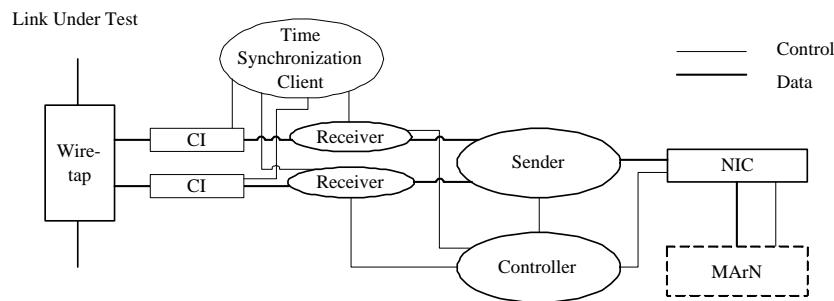 Link Under Test
Time
Synchronization
Client
Control
Data
Wire-
tap
CI
Receiver
Sender
NIC
CI
Receiver
Controller
MArN